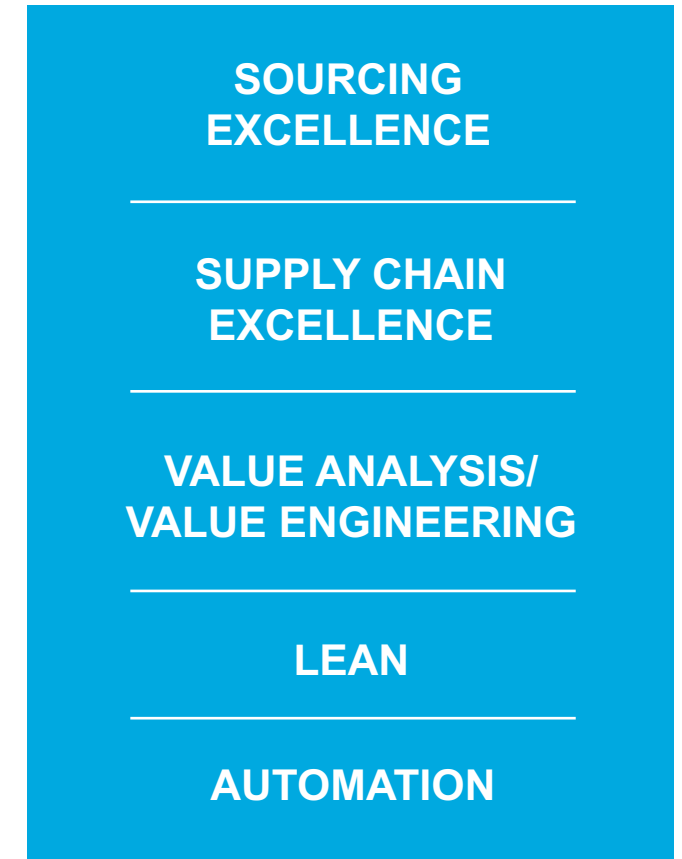 SOURCING
EXCELLENCE
SUPPLY CHAIN
EXCELLENCE
VALUE ANALYSIS/
VALUE ENGINEERING
LEAN
AUTOMATION